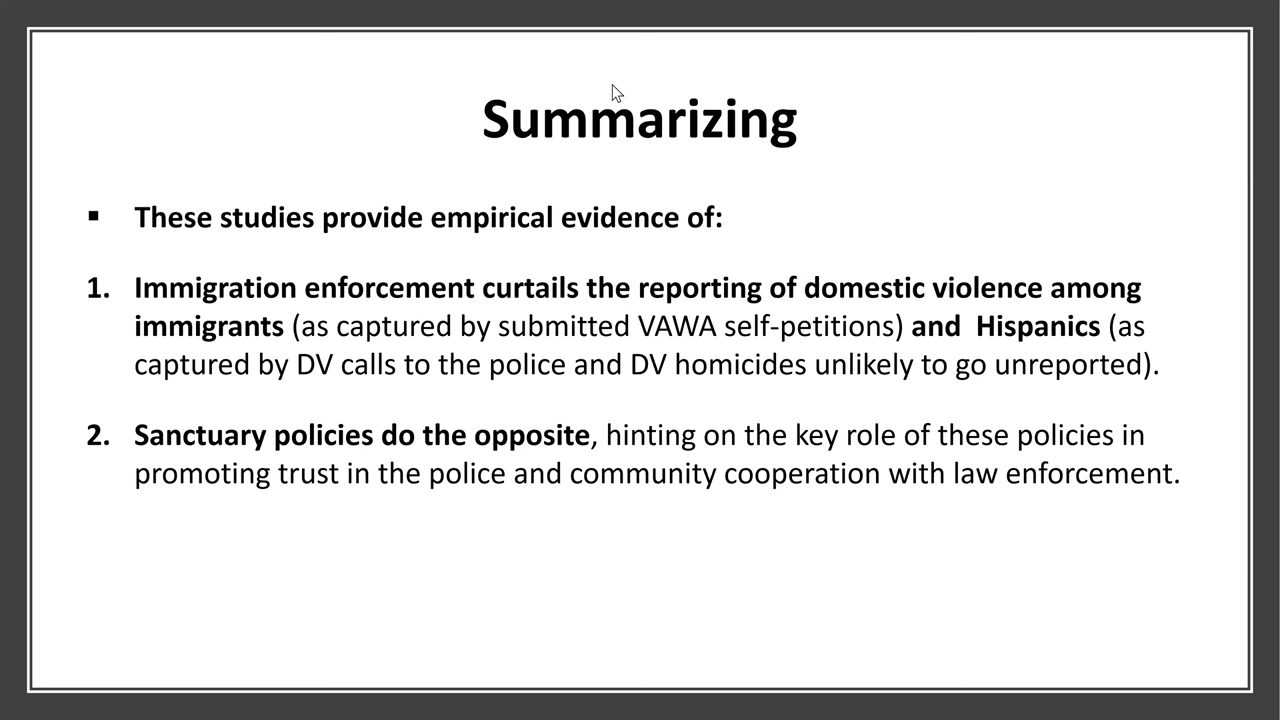 Summarizing
▪ These studies provide empirical evidence of:
1. Immigration enforcement curtails the reporting of domestic violence among
immigrants (as captured by submitted VAWA self-petitions) and  Hispanics (as
captured by DV calls to the police and DV homicides unlikely to go unreported).
2. Sanctuary policies do the opposite, hinting on the key role of these policies in
promoting trust in the police and community cooperation with law enforcement.